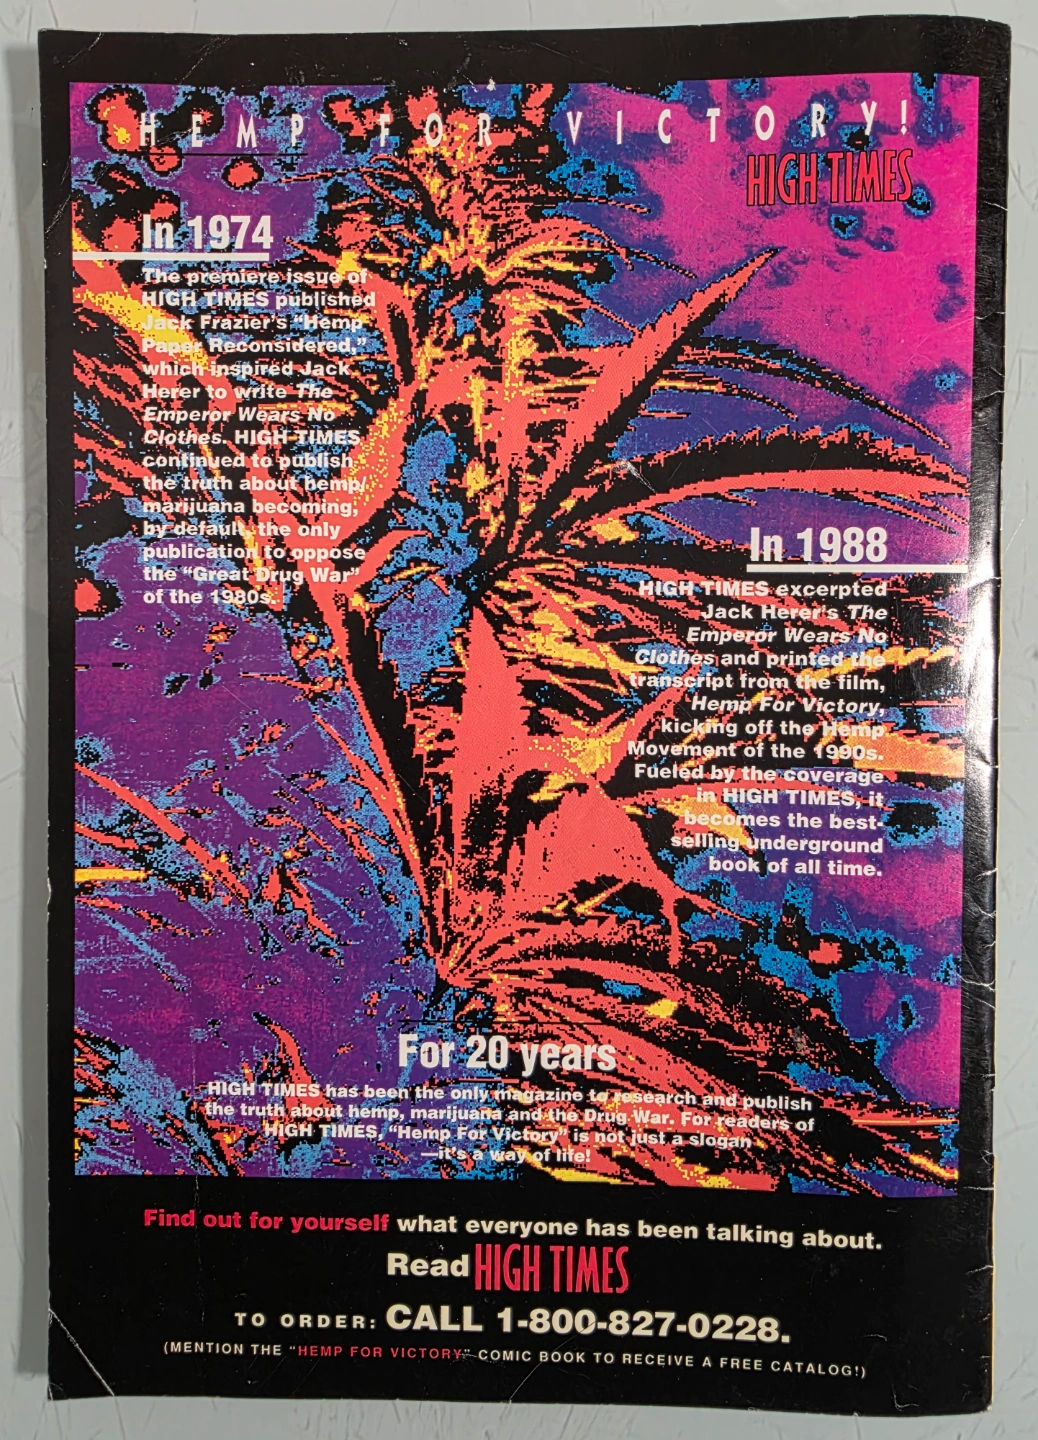 HEMP FOR VICTORY!
HIGH TIMES
In 1974
The premiere issue of
HIGH TIMES published
Jack Frazier's "Hemp
Paper Reconsidered,"
which inspired Jack
Herer to write The
Emperor Wears No
Clothes. HIGH TIMES
continued to publish
the truth about hemp/
marijuana becoming,
by default, the only
publication to oppose
the "Great Drug War"
of the 1980s.
In 1988
HIGH TIMES excerpted
Jack Herer's The
Emperor Wears No
Clothes and printed the
transcript from the film,
Hemp For Victory,
kicking off the Hemp
Movement of the 1990s.
Fueled by the coverage
in HIGH TIMES, it
becomes the best-
selling underground
book of all time.
For 20 years
HIGH TIMES has been the only magazine to research and publish
the truth about hemp, marijuana and the Drug War. For readers of
HIGH TIMES, "Hemp For Victory" is not just a slogan
—it's a way of life!
Find out for yourself what everyone has been talking about.
Read HIGH TIMES
TO ORDER: CALL 1-800-827-0228.
(MENTION THE "HEMP FOR VICTORY" COMIC BOOK TO RECEIVE A FREE CATALOG!)